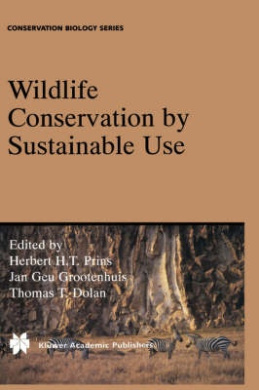 CONSERVATION BIOLOGY SERIES
Wildlife
Conservation by
Sustainable Use
Edited by
Herbert H.T. Prins
Jan Geu Grootenhuis
Thomas T. Dolan
Kluwer Academic Publishers